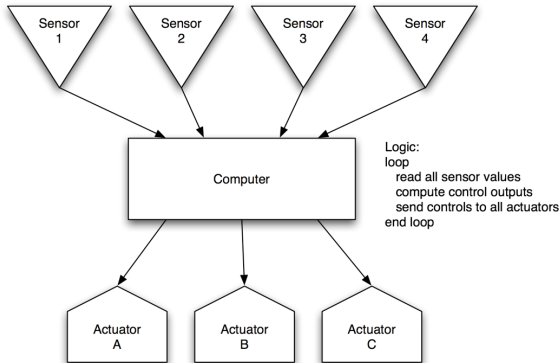 Sensor
1
Sensor
2
Sensor
3
Sensor
4
Computer
Logic:
loop
read all sensor values
compute control outputs
send controls to all actuators
end loop
Actuator
A
Actuator
B
Actuator
C